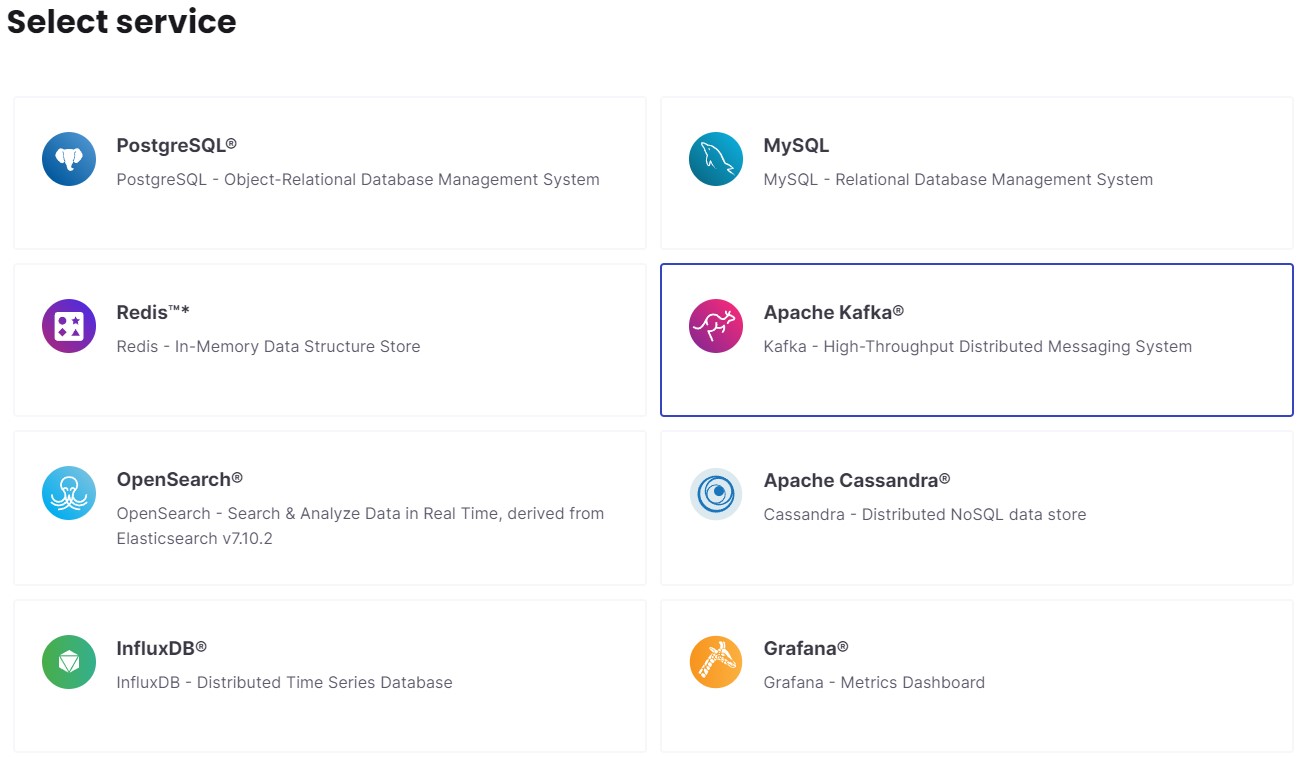 Select service
PostgreSQL®
PostgreSQL - Object-Relational Database Management System
MySQL
MySQL - Relational Database Management System
Redis™*
Redis - In-Memory Data Structure Store
Apache Kafka®
Kafka - High-Throughput Distributed Messaging System
OpenSearch®
OpenSearch - Search & Analyze Data in Real Time, derived from
Elasticsearch v7.10.2
Apache Cassandra®
Cassandra - Distributed NoSQL data store
InfluxDB®
InfluxDB - Distributed Time Series Database
Grafana®
Grafana - Metrics Dashboard